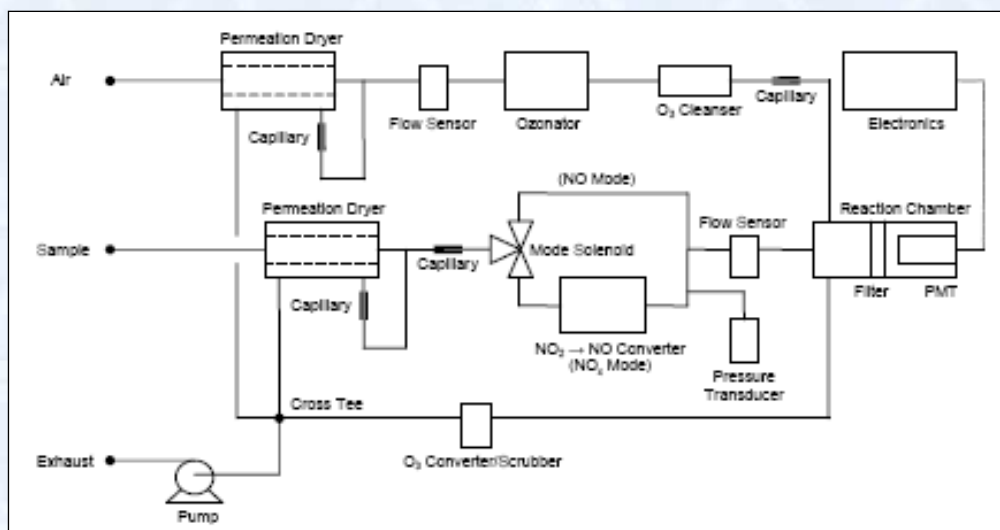 Permeation Dryer
Air
Capillary
Flow Sensor
Ozonator
O₃ Cleanser
Capillary
Electronics
(NO Mode)
Permeation Dryer
Flow Sensor
Reaction Chamber
Sample
Capillary
Mode Solenoid
Capillary
Filter
PMT
NO₂ → NO Converter
(NOₓ Mode)
Pressure
Transducer
Cross Tee
Exhaust
O₃ Converter/Scrubber
Pump